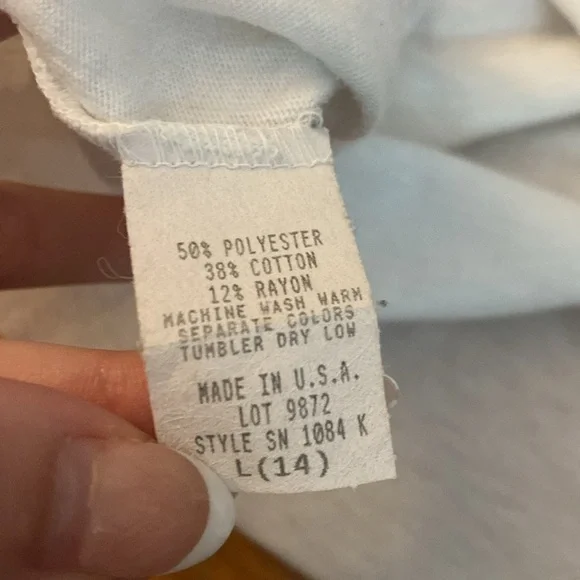 50% POLYESTER
38% COTTON
12% RAYON
MACHINE WASH WARM
SEPARATE COLORS
TUMBLER DRY LOW
MADE IN U.S.A.
LOT 9872
STYLE SN 1084 K
L(14)